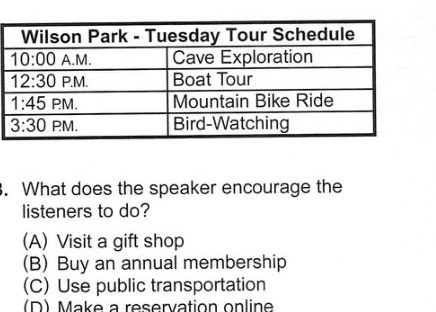 Wilson Park - Tuesday Tour Schedule
10:00 A.M. Cave Exploration
12:30 P.M. Boat Tour
1:45 P.M. Mountain Bike Ride
3:30 P.M. Bird-Watching
. What does the speaker encourage the
listeners to do?
(A) Visit a gift shop
(B) Buy an annual membership
(C) Use public transportation
(D) Make a reservation online